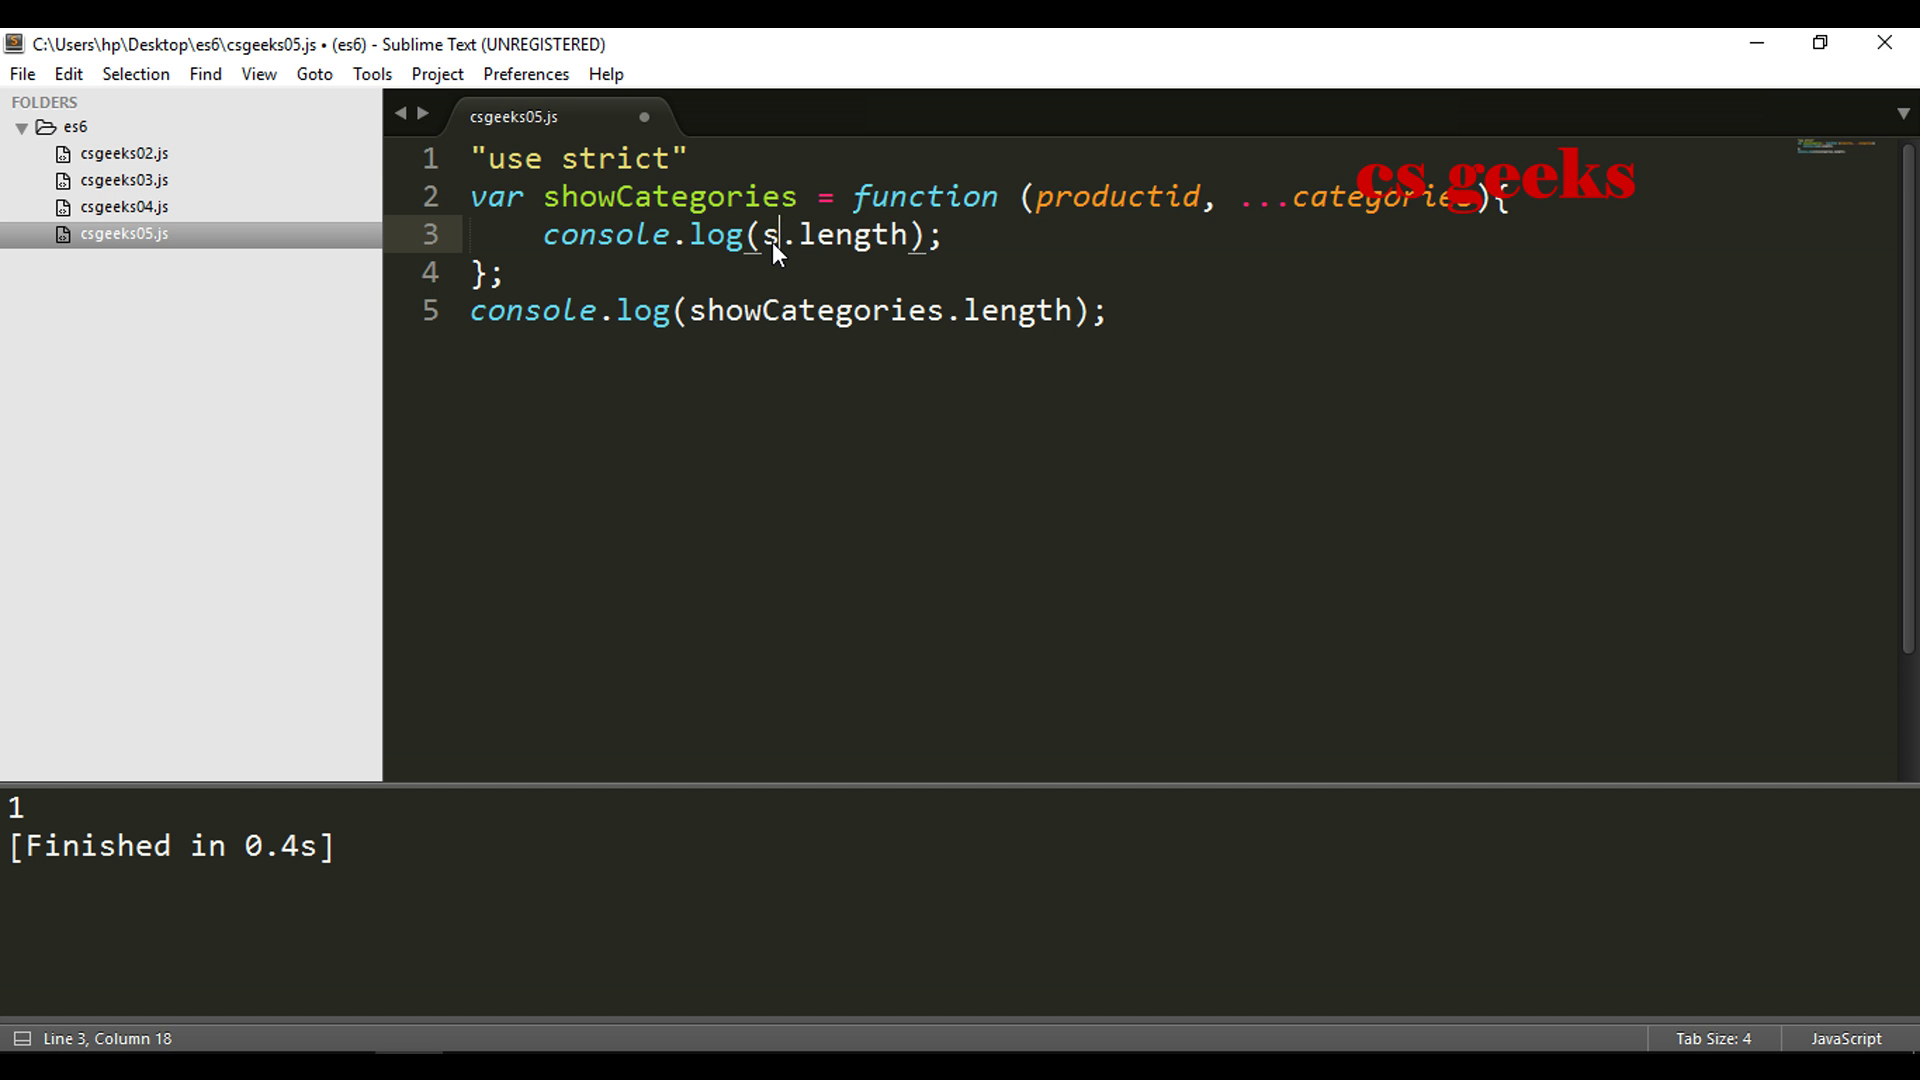 C:\Users\hp\Desktop\es6\csgeeks05.js • (es6) - Sublime Text (UNREGISTERED)
File Edit Selection Find View Goto Tools Project Preferences Help
FOLDERS
es6
csgeeks02.js
csgeeks03.js
csgeeks04.js
csgeeks05.js
csgeeks05.js
cs geeks
1 "use strict"
2 var showCategories = function (productid, ...categories){
3 console.log(s.length);
4 };
5 console.log(showCategories.length);
1
[Finished in 0.4s]
Line 3, Column 18
Tab Size: 4
JavaScript